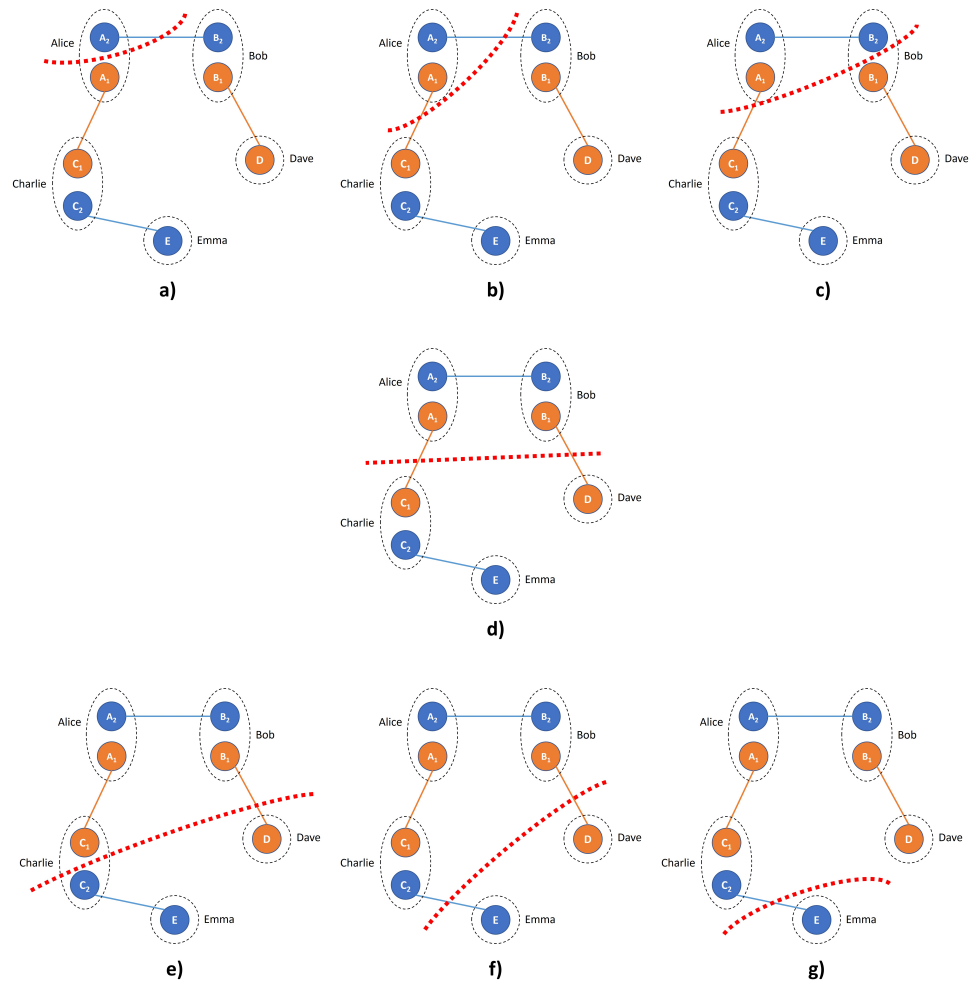 Alice A2 B2 Bob
A1 B1
C1 D Dave
Charlie
C2 E Emma
a)
Alice A2 B2 Bob
A1 B1
C1 D Dave
Charlie
C2 E Emma
b)
Alice A2 B2 Bob
A1 B1
C1 D Dave
Charlie
C2 E Emma
c)
Alice A2 B2 Bob
A1 B1
C1 D Dave
Charlie
C2 E Emma
d)
Alice A2 B2 Bob
A1 B1
C1 D Dave
Charlie
C2 E Emma
e)
Alice A2 B2 Bob
A1 B1
C1 D Dave
Charlie
C2 E Emma
f)
Alice A2 B2 Bob
A1 B1
C1 D Dave
Charlie
C2 E Emma
g)